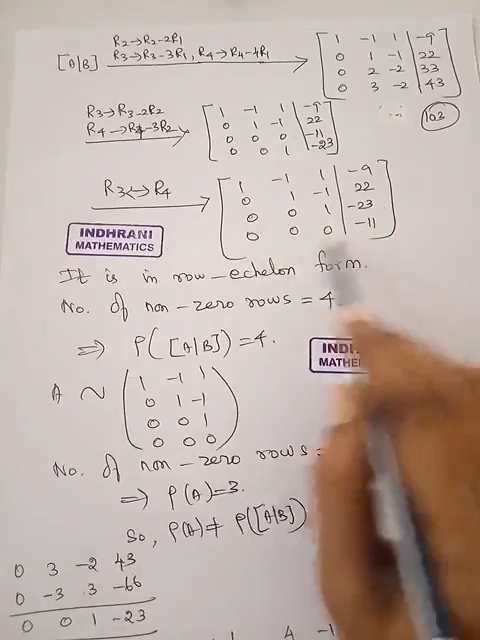 R2→R2-2R1
[A|B] R3→R3-3R1, R4→R4-4R1
1 -1 1 | -9
0 1 -1 | 22
0 2 -2 | 33
0 3 -2 | 43
103
R3→R3-2R2
R4→R4-3R2
1 -1 1 | -9
0 1 -1 | 22
0 0 0 | -11
0 0 1 | -23
R3↔R4
1 -1 1 | -9
0 1 -1 | 22
0 0 1 | -23
0 0 0 | -11
INDHRANI
MATHEMATICS
It is in row-echelon form.
No. of non-zero rows = 4
⇒ ρ([A|B]) = 4.
INDH
MATHE
A ~
1 -1 1
0 1 -1
0 0 1
0 0 0
No. of non-zero rows =
⇒ ρ(A)=3.
So, ρ(A)≠ ρ([A|B])
0 3 -2 43
0 -3 3 -66
0 0 1 -23
4 -1